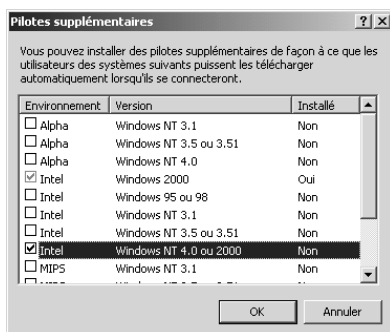 Pilotes supplémentaires
Vous pouvez installer des pilotes supplémentaires de façon à ce que les
utilisateurs des systèmes suivants puissent les télécharger
automatiquement lorsqu'ils se connecteront.
Environnement Version Installé
Alpha Windows NT 3.1 Non
Alpha Windows NT 3.5 ou 3.51 Non
Alpha Windows NT 4.0 Non
Intel Windows 2000 Oui
Intel Windows 95 ou 98 Non
Intel Windows NT 3.1 Non
Intel Windows NT 3.5 ou 3.51 Non
Intel Windows NT 4.0 ou 2000 Non
MIPS Windows NT 3.1 Non
OK Annuler